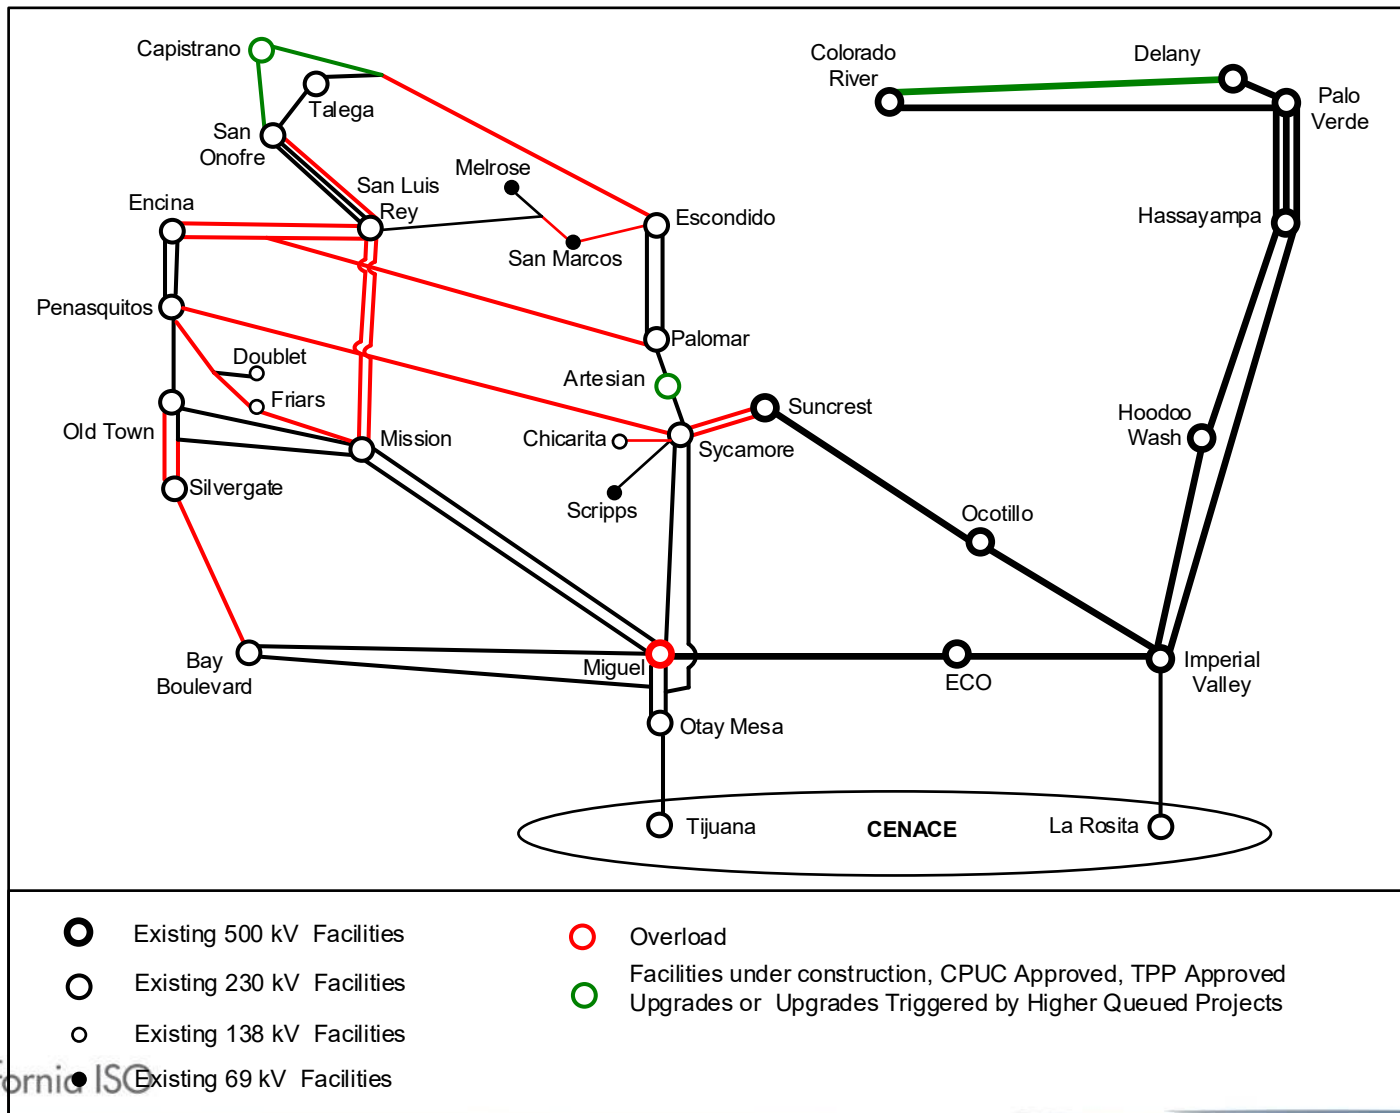 Capistrano
Talega
San
Onofre
Encina
San Luis
Rey
Melrose
San Marcos
Escondido
Colorado
River
Delany
Palo
Verde
Hassayampa
Penasquitos
Doublet
Friars
Palomar
Artesian
Old Town
Mission
Chicarita
Sycamore
Suncrest
Hoodoo
Wash
Silvergate
Scripps
Ocotillo
Bay
Boulevard
Miguel
ECO
Imperial
Valley
Otay Mesa
Tijuana
CENACE
La Rosita
Existing 500 kV Facilities
Existing 230 kV Facilities
Existing 138 kV Facilities
Existing 69 kV Facilities
Overload
Facilities under construction, CPUC Approved, TPP Approved
Upgrades or Upgrades Triggered by Higher Queued Projects
fornia ISO